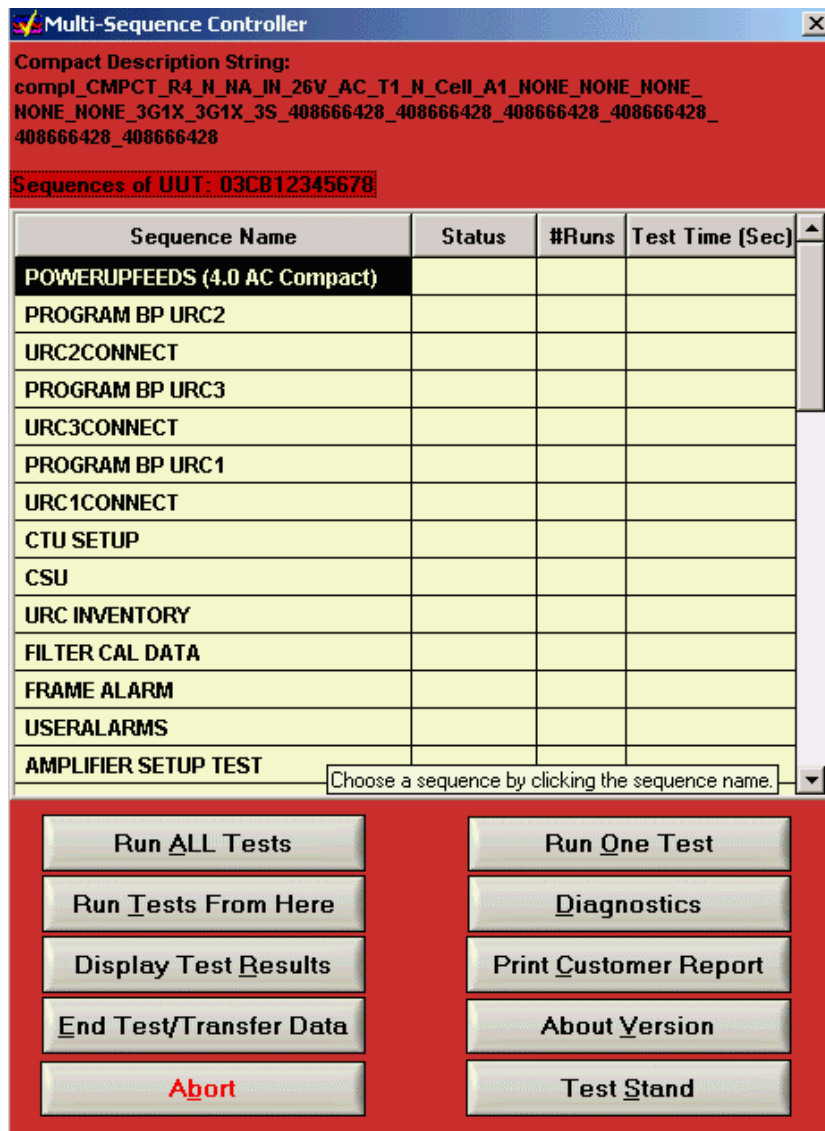 Multi-Sequence Controller
Compact Description String:
compl_CMPCT_R4_N_NA_IN_26V_AC_T1_N_Cell_A1_NONE_NONE_NONE_
NONE_NONE_3G1X_3G1X_3S_408666428_408666428_408666428_408666428_
408666428_408666428
Sequences of UUT: 03CB12345678
Sequence Name Status #Runs Test Time (Sec)
POWERUPFEEDS (4.0 AC Compact)
PROGRAM BP URC2
URC2CONNECT
PROGRAM BP URC3
URC3CONNECT
PROGRAM BP URC1
URC1CONNECT
CTU SETUP
CSU
URC INVENTORY
FILTER CAL DATA
FRAME ALARM
USERALARMS
AMPLIFIER SETUP TEST
Choose a sequence by clicking the sequence name.
Run ALL Tests Run One Test
Run Tests From Here Diagnostics
Display Test Results Print Customer Report
End Test/Transfer Data About Version
Abort Test Stand